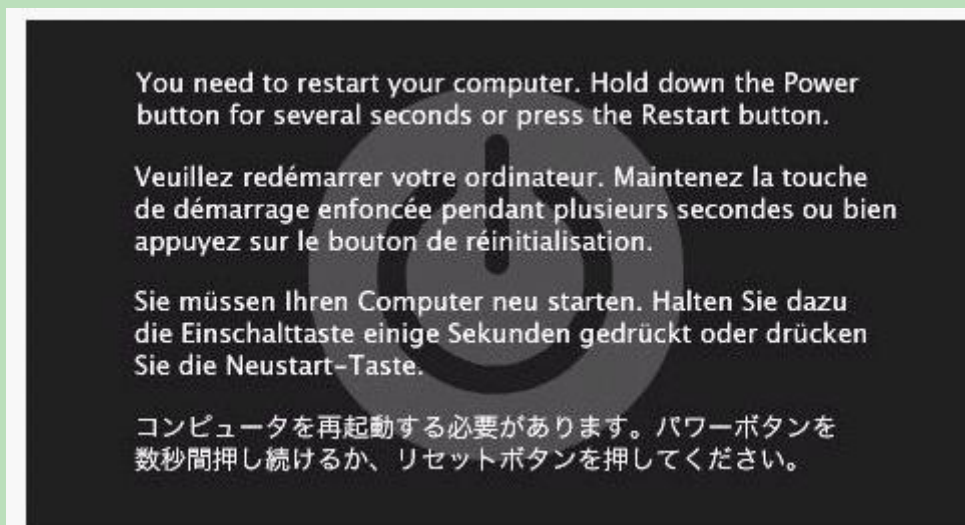 You need to restart your computer. Hold down the Power
button for several seconds or press the Restart button.
Veuillez redémarrer votre ordinateur. Maintenez la touche
de démarrage enfoncée pendant plusieurs secondes ou bien
appuyez sur le bouton de réinitialisation.
Sie müssen Ihren Computer neu starten. Halten Sie dazu
die Einschalttaste einige Sekunden gedrückt oder drücken
Sie die Neustart-Taste.
コンピュータを再起動する必要があります。パワーボタンを
数秒間押し続けるか、リセットボタンを押してください。